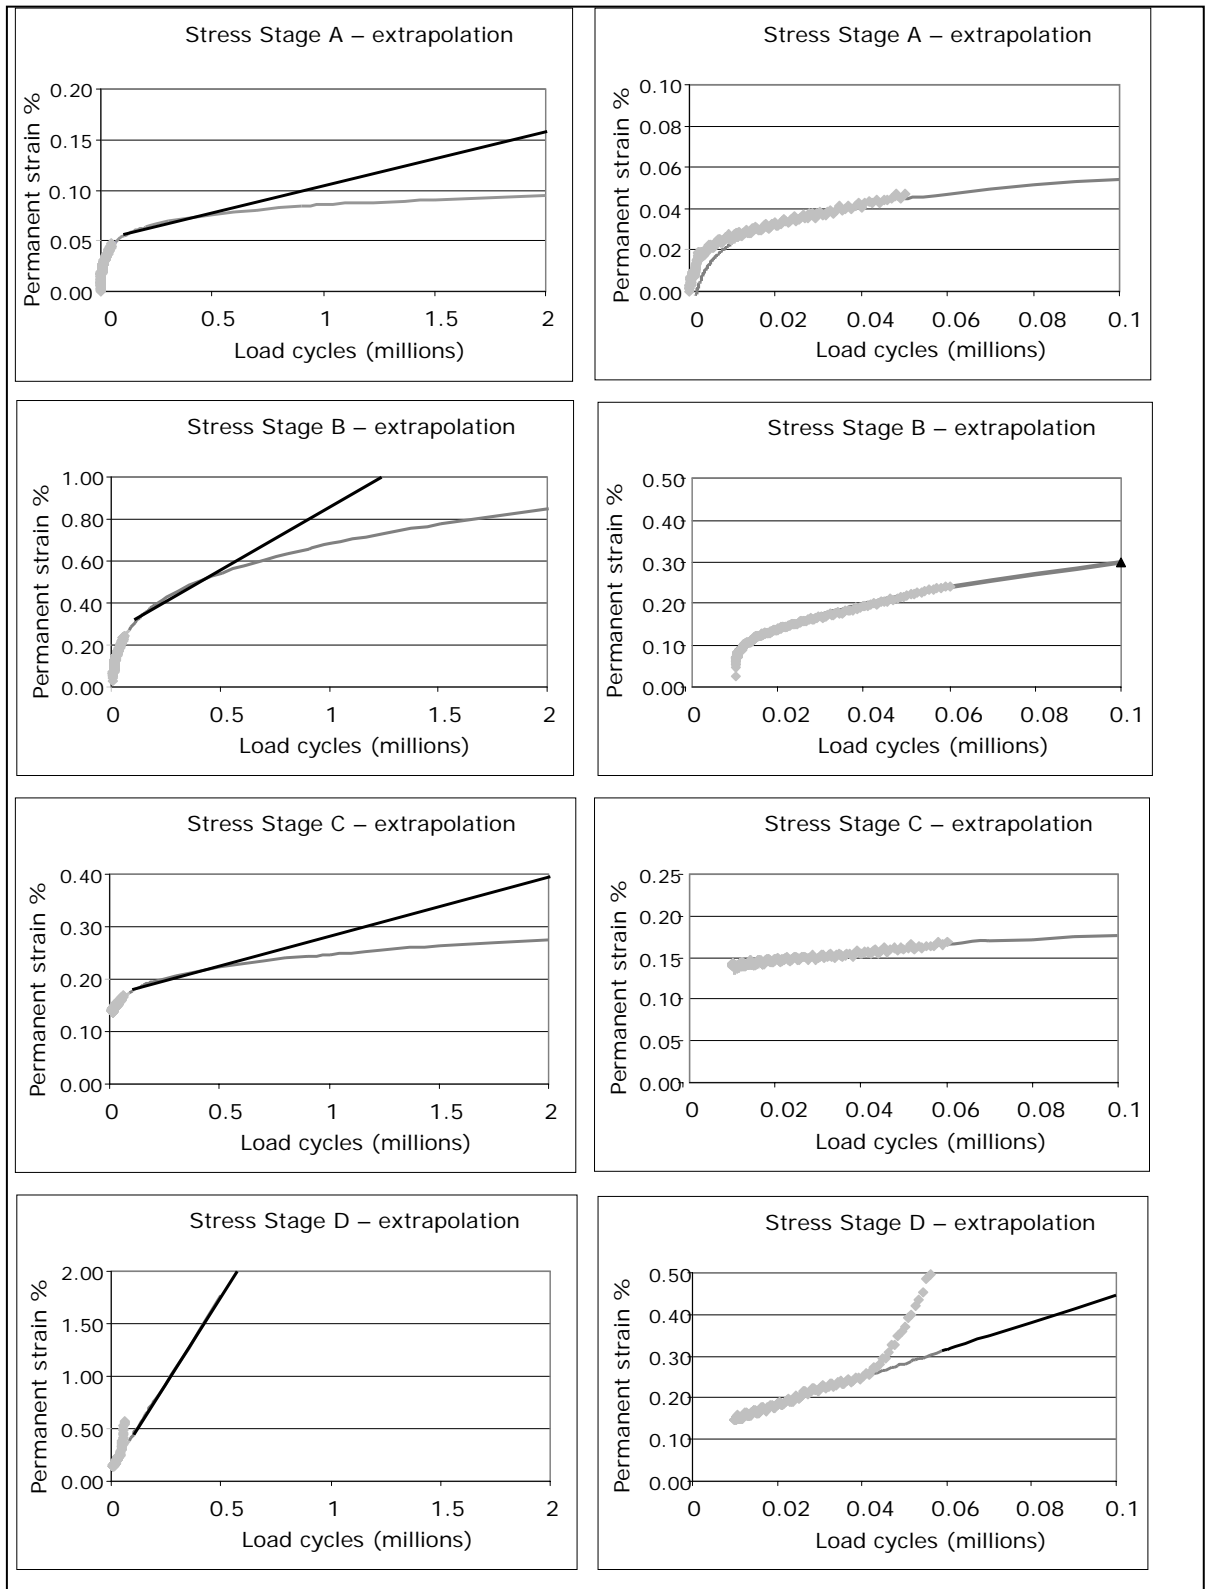 Stress Stage A – extrapolation
Permanent strain %
0.20
0.15
0.10
0.05
0.00
0 0.5 1 1.5 2
Load cycles (millions)
Stress Stage A – extrapolation
Permanent strain %
0.10
0.08
0.06
0.04
0.02
0.00
0 0.02 0.04 0.06 0.08 0.1
Load cycles (millions)
Stress Stage B – extrapolation
Permanent strain %
1.00
0.80
0.60
0.40
0.20
0.00
0 0.5 1 1.5 2
Load cycles (millions)
Stress Stage B – extrapolation
Permanent strain %
0.50
0.40
0.30
0.20
0.10
0.00
0 0.02 0.04 0.06 0.08 0.1
Load cycles (millions)
Stress Stage C – extrapolation
Permanent strain %
0.40
0.30
0.20
0.10
0.00
0 0.5 1 1.5 2
Load cycles (millions)
Stress Stage C – extrapolation
Permanent strain %
0.25
0.20
0.15
0.10
0.05
0.00
0 0.02 0.04 0.06 0.08 0.1
Load cycles (millions)
Stress Stage D – extrapolation
Permanent strain %
2.00
1.50
1.00
0.50
0.00
0 0.5 1 1.5 2
Load cycles (millions)
Stress Stage D – extrapolation
Permanent strain %
0.50
0.40
0.30
0.20
0.10
0.00
0 0.02 0.04 0.06 0.08 0.1
Load cycles (millions)